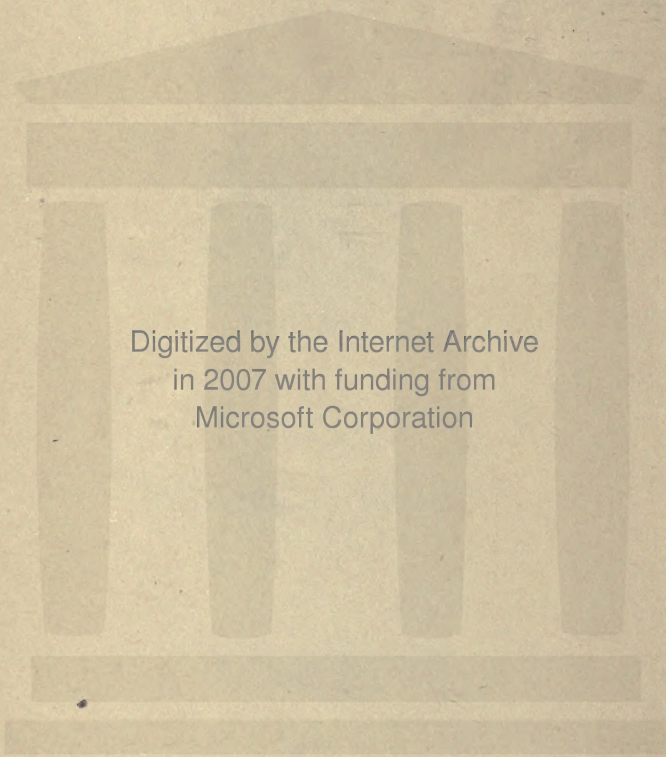 Digitized by the Internet Archive
in 2007 with funding from
Microsoft Corporation